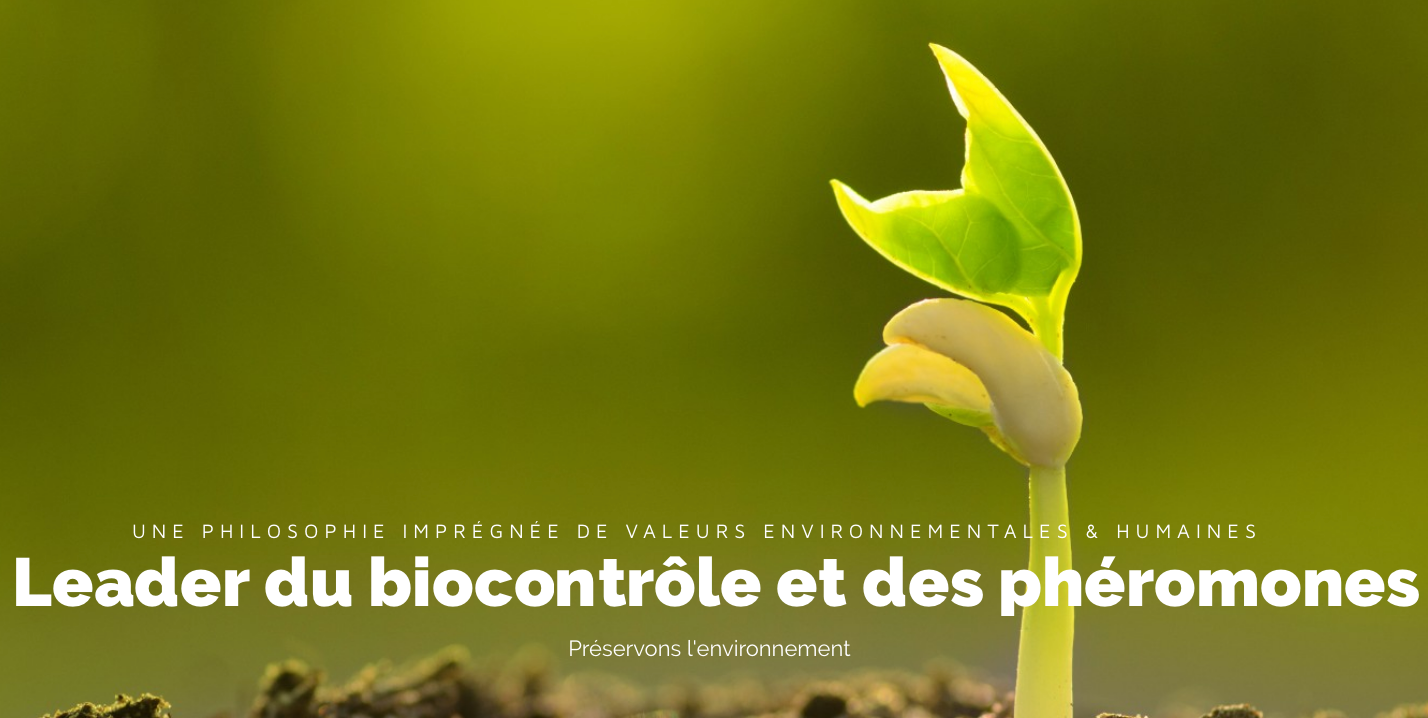 UNE PHILOSOPHIE IMPRÉGNÉE DE VALEURS ENVIRONNEMENTALES & HUMAINES
Leader du biocontrôle et des phéromones
Préservons l'environnement